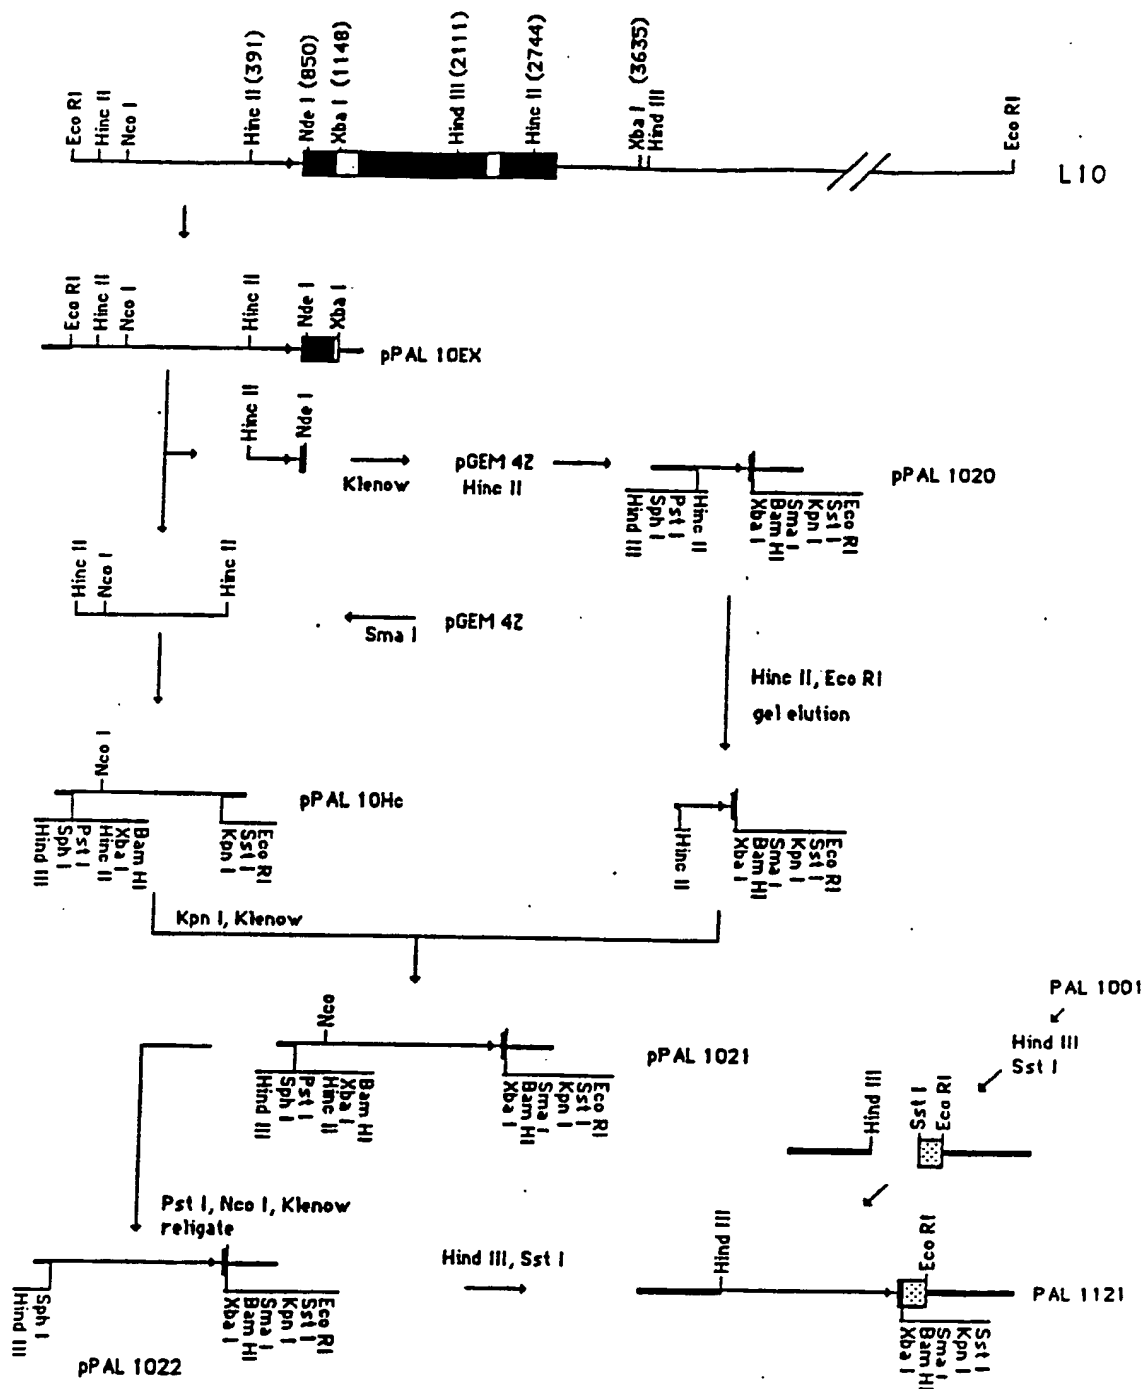 Eco RI
Hinc II
Nco I
Hinc II (391)
Nde I (850)
Xba I (1148)
Hind III (2111)
Hinc II (2744)
Xba I (3635)
Hind III
Eco RI
L10
Eco RI
Hinc II
Nco I
Hinc II
Nde I
Xba I
pPAL 10EX
Hinc II
Nde I
Klenow
pGEM 4Z
Hinc II
pPAL 1020
Hind III
Sph I
Pst I
Hinc II
Xba I
Bam HI
Sma I
Kpn I
Sst I
Eco RI
Hinc II
Nco I
Hinc II
Sma I
pGEM 4Z
Hinc II, Eco RI
gel elution
Nco I
pPAL 10Hc
Hind III
Sph I
Pst I
Hinc II
Xba I
Bam HI
Kpn I
Sst I
Eco RI
Hinc II
Xba I
Bam HI
Sma I
Kpn I
Sst I
Eco RI
Kpn I, Klenow
Nco
pPAL 1021
Hind III
Sph I
Pst I
Hinc II
Xba I
Bam HI
Xba I
Bam HI
Sma I
Kpn I
Sst I
Eco RI
PAL 1001
Hind III
Sst I
Hind III
Sst I
Eco RI
Pst I, Nco I, Klenow
religate
Hind III
Sph I
Xba I
Bam HI
Sma I
Kpn I
Sst I
Eco RI
pPAL 1022
Hind III, Sst I
Hind III
Eco RI
PAL 1121
Xba I
Bam HI
Sma I
Kpn I
Sst I